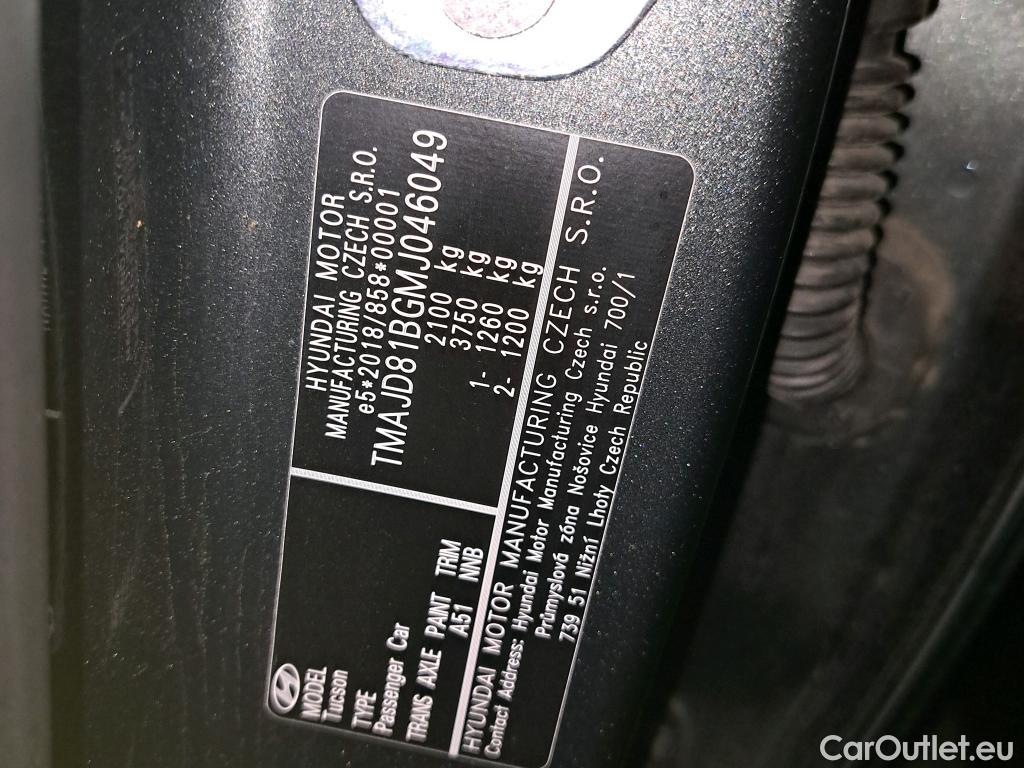 HYUNDAI MOTOR
MANUFACTURING CZECH S.R.O.
e5*2018/858*00001
TMAJD81BGMJ046049
2100 kg
3750 kg
1- 1260 kg
2- 1200 kg
MODEL
Tucson
TYPE
Passenger Car
TRANS AXLE PAINT TRIM
A51 NNB
HYUNDAI MOTOR MANUFACTURING CZECH S.R.O.
Contact Address: Hyundai Motor Manufacturing Czech s.r.o.
Průmyslová zóna Nošovice Hyundai 700/1
739 51 Nižní Lhoty Czech Republic
CarOutlet.eu